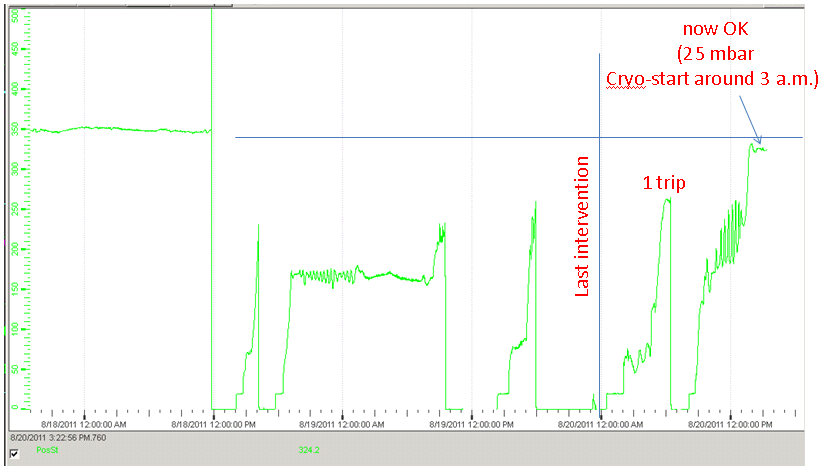 now OK
(25 mbar
Cryo-start around 3 a.m.)
1 trip
Last intervention
500
450
400
350
300
250
200
150
100
50
0
8/18/2011 12:00:00 AM
8/18/2011 12:00:00 PM
8/19/2011 12:00:00 AM
8/19/2011 12:00:00 PM
8/20/2011 12:00:00 AM
8/20/2011 12:00:00 PM
8/20/2011 3:22:56 PM.760
PosSt
324.2